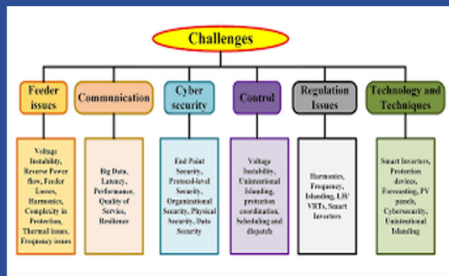 Challenges
Feeder
issues
Communication
Cyber
security
Control
Regulation
Issues
Technology and
Techniques
Voltage
Instability,
Reverse Power
flow, Feeder
Losses,
Harmonics,
Complexity in
Protection,
Thermal issues,
Frequency issues
Big Data,
Latency,
Performance,
Quality of
Service,
Resilience
End Point
Security,
Protocol-level
Security,
Organizational
Security, Physical
Security, Data
Security
Voltage
Instability,
Unintentional
Islanding,
protection
coordination,
Scheduling and
dispatch
Harmonics,
Frequency,
Islanding, LH/
VRTs, Smart
Inverters
Smart Inverters,
Protection
devices,
Forecasting, PV
panels,
Cybersecurity,
Unintentional
Islanding